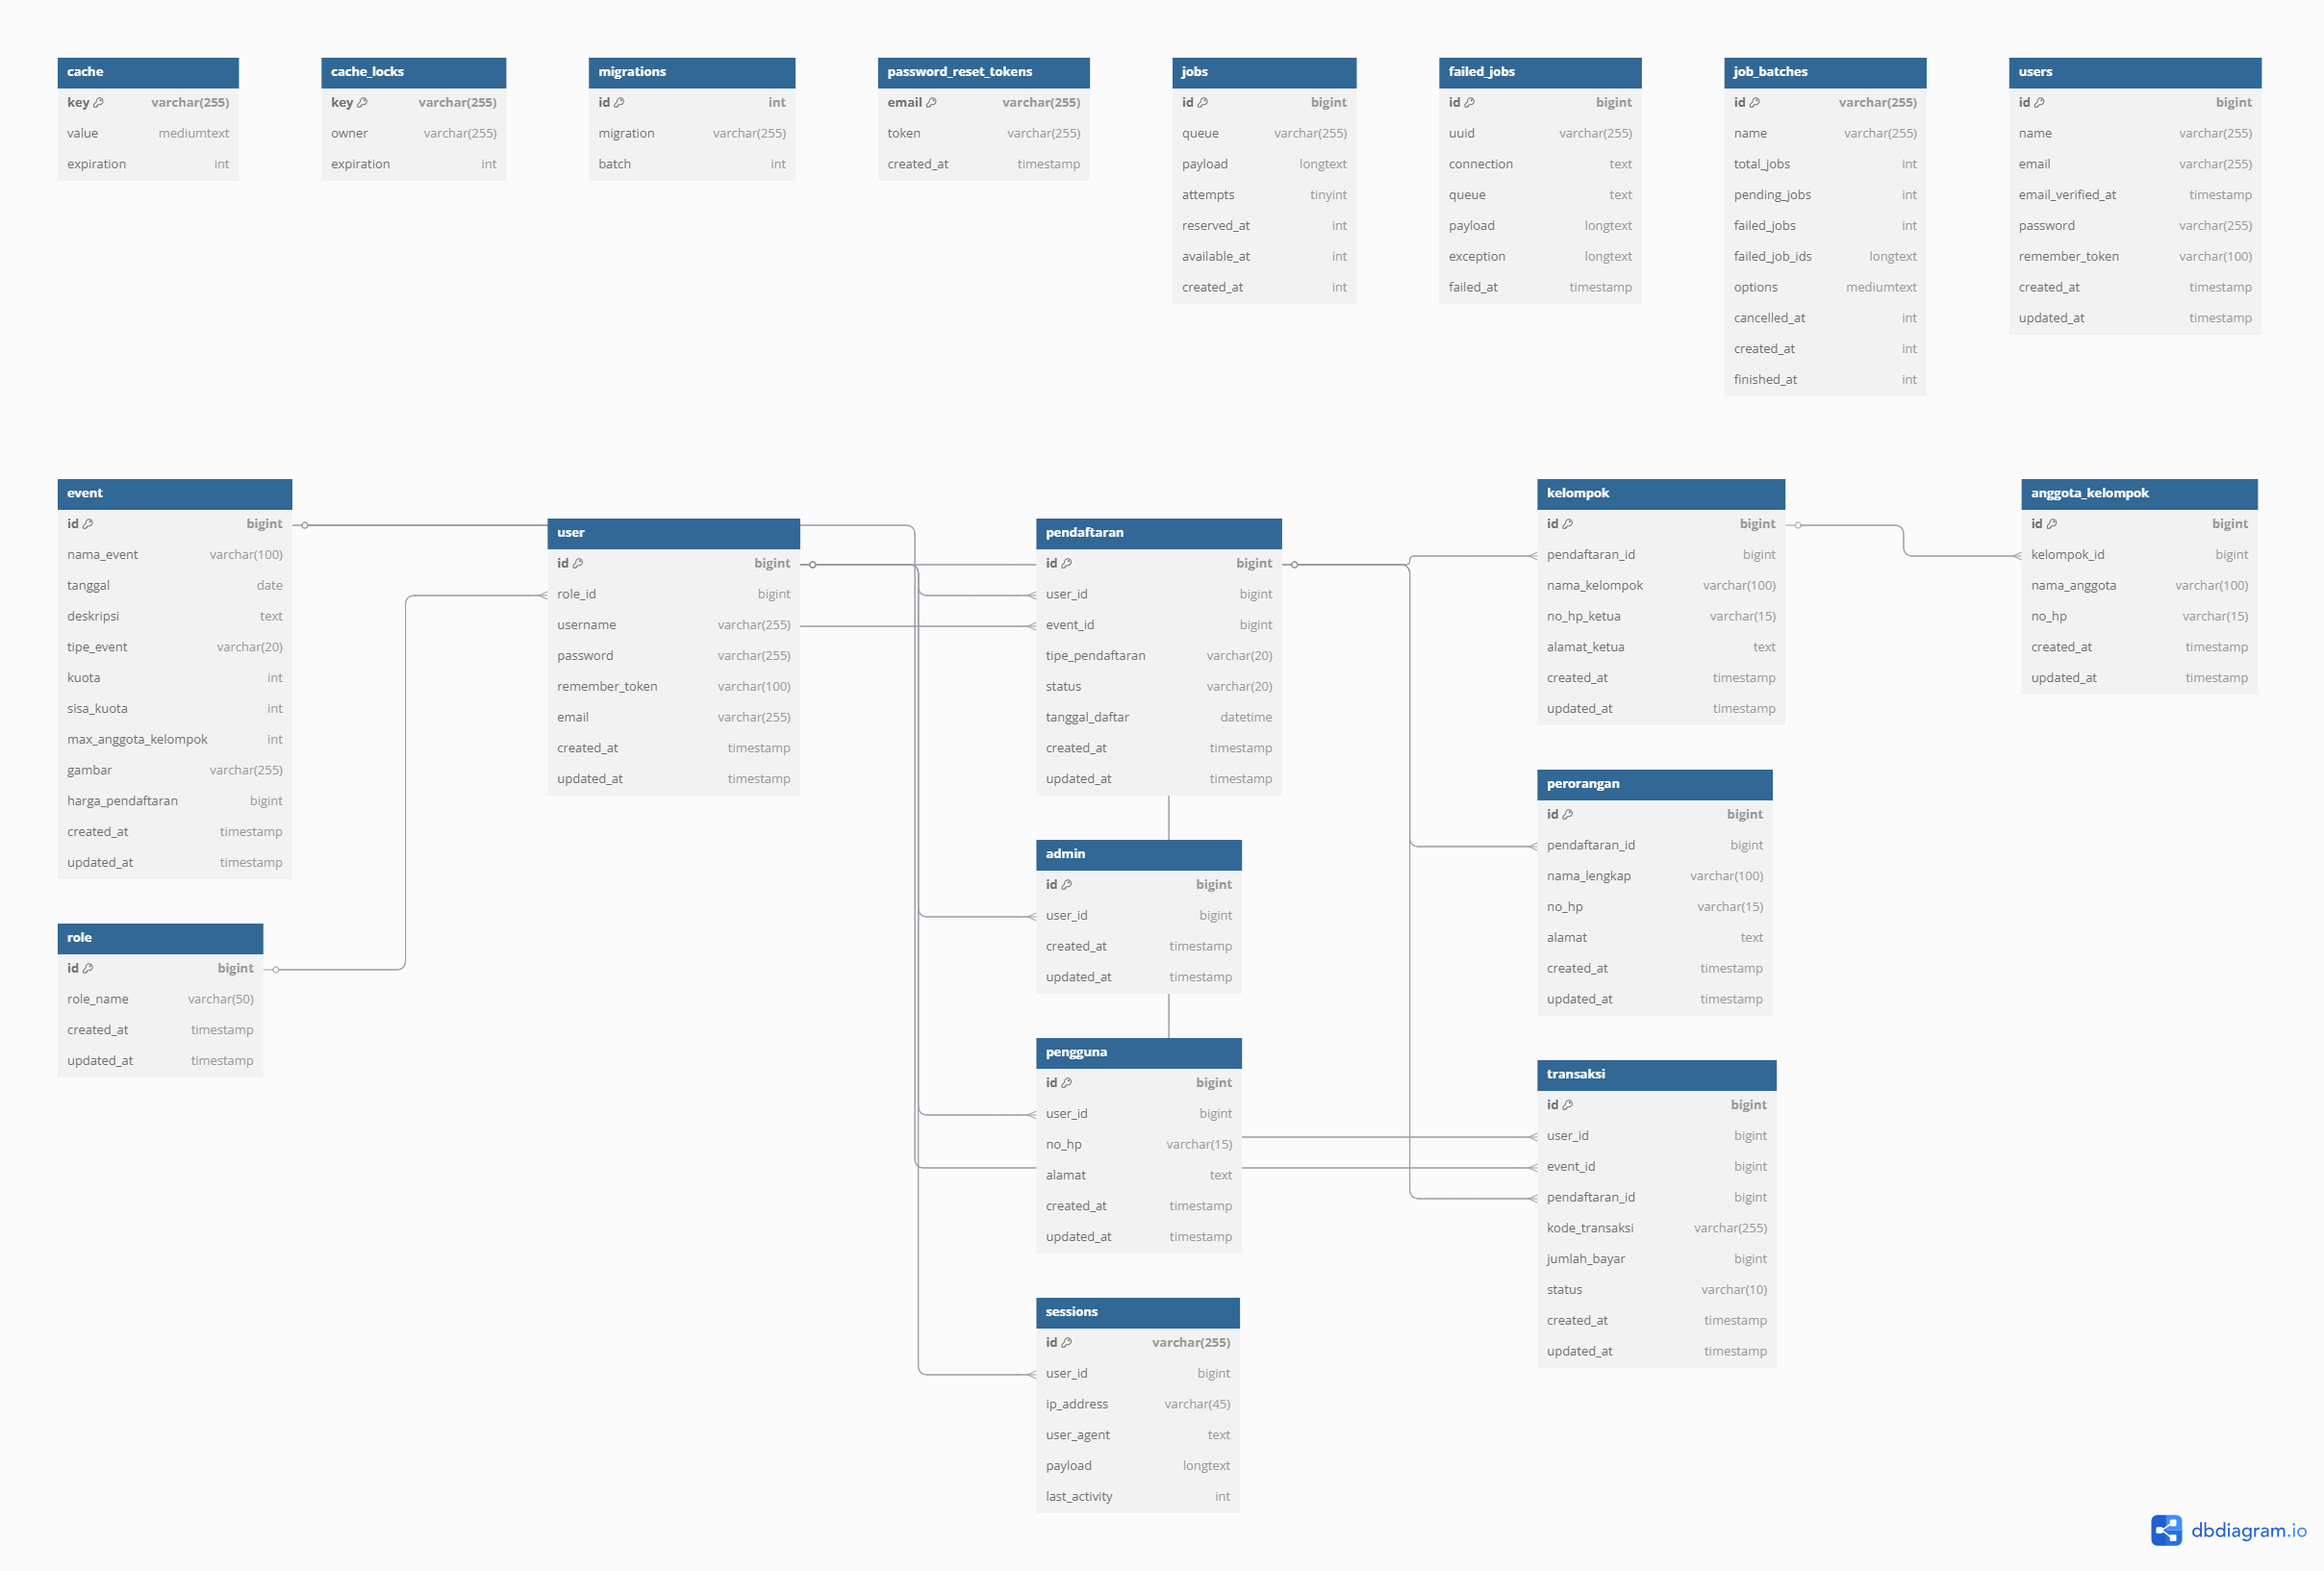 cache
key varchar(255)
value mediumtext
expiration int
cache_locks
key varchar(255)
owner varchar(255)
expiration int
migrations
id int
migration varchar(255)
batch int
password_reset_tokens
email varchar(255)
token varchar(255)
created_at timestamp
jobs
id bigint
queue varchar(255)
payload longtext
attempts tinyint
reserved_at int
available_at int
created_at int
failed_jobs
id bigint
uuid varchar(255)
connection text
queue text
payload longtext
exception longtext
failed_at timestamp
job_batches
id varchar(255)
name varchar(255)
total_jobs int
pending_jobs int
failed_jobs int
failed_job_ids longtext
options mediumtext
cancelled_at int
created_at int
finished_at int
users
id bigint
name varchar(255)
email varchar(255)
email_verified_at timestamp
password varchar(255)
remember_token varchar(100)
created_at timestamp
updated_at timestamp
event
id bigint
nama_event varchar(100)
tanggal date
deskripsi text
tipe_event varchar(20)
kuota int
sisa_kuota int
max_anggota_kelompok int
gambar varchar(255)
harga_pendaftaran bigint
created_at timestamp
updated_at timestamp
role
id bigint
role_name varchar(50)
created_at timestamp
updated_at timestamp
user
id bigint
role_id bigint
username varchar(255)
password varchar(255)
remember_token varchar(100)
email varchar(255)
created_at timestamp
updated_at timestamp
pendaftaran
id bigint
user_id bigint
event_id bigint
tipe_pendaftaran varchar(20)
status varchar(20)
tanggal_daftar datetime
created_at timestamp
updated_at timestamp
admin
id bigint
user_id bigint
created_at timestamp
updated_at timestamp
pengguna
id bigint
user_id bigint
no_hp varchar(15)
alamat text
created_at timestamp
updated_at timestamp
sessions
id varchar(255)
user_id bigint
ip_address varchar(45)
user_agent text
payload longtext
last_activity int
kelompok
id bigint
pendaftaran_id bigint
nama_kelompok varchar(100)
no_hp_ketua varchar(15)
alamat_ketua text
created_at timestamp
updated_at timestamp
perorangan
id bigint
pendaftaran_id bigint
nama_lengkap varchar(100)
no_hp varchar(15)
alamat text
created_at timestamp
updated_at timestamp
transaksi
id bigint
user_id bigint
event_id bigint
pendaftaran_id bigint
kode_transaksi varchar(255)
jumlah_bayar bigint
status varchar(10)
created_at timestamp
updated_at timestamp
anggota_kelompok
id bigint
kelompok_id bigint
nama_anggota varchar(100)
no_hp varchar(15)
created_at timestamp
updated_at timestamp
dbdiagram.io